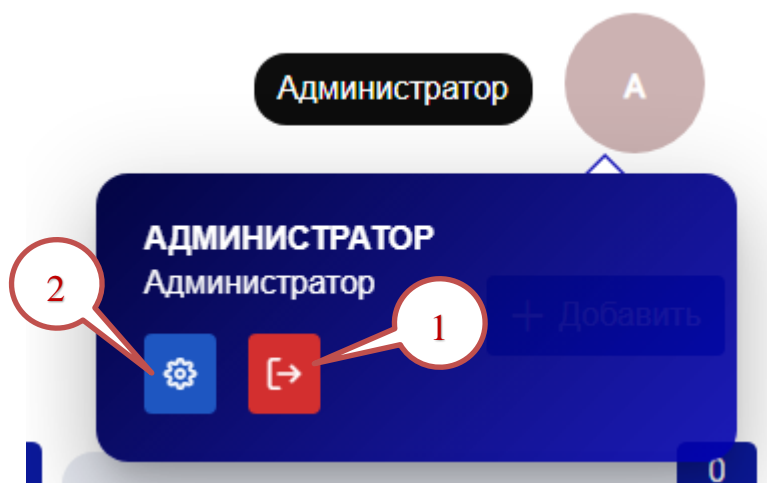 Администратор
А
АДМИНИСТРАТОР
Администратор
2
1
+ Добавить
0